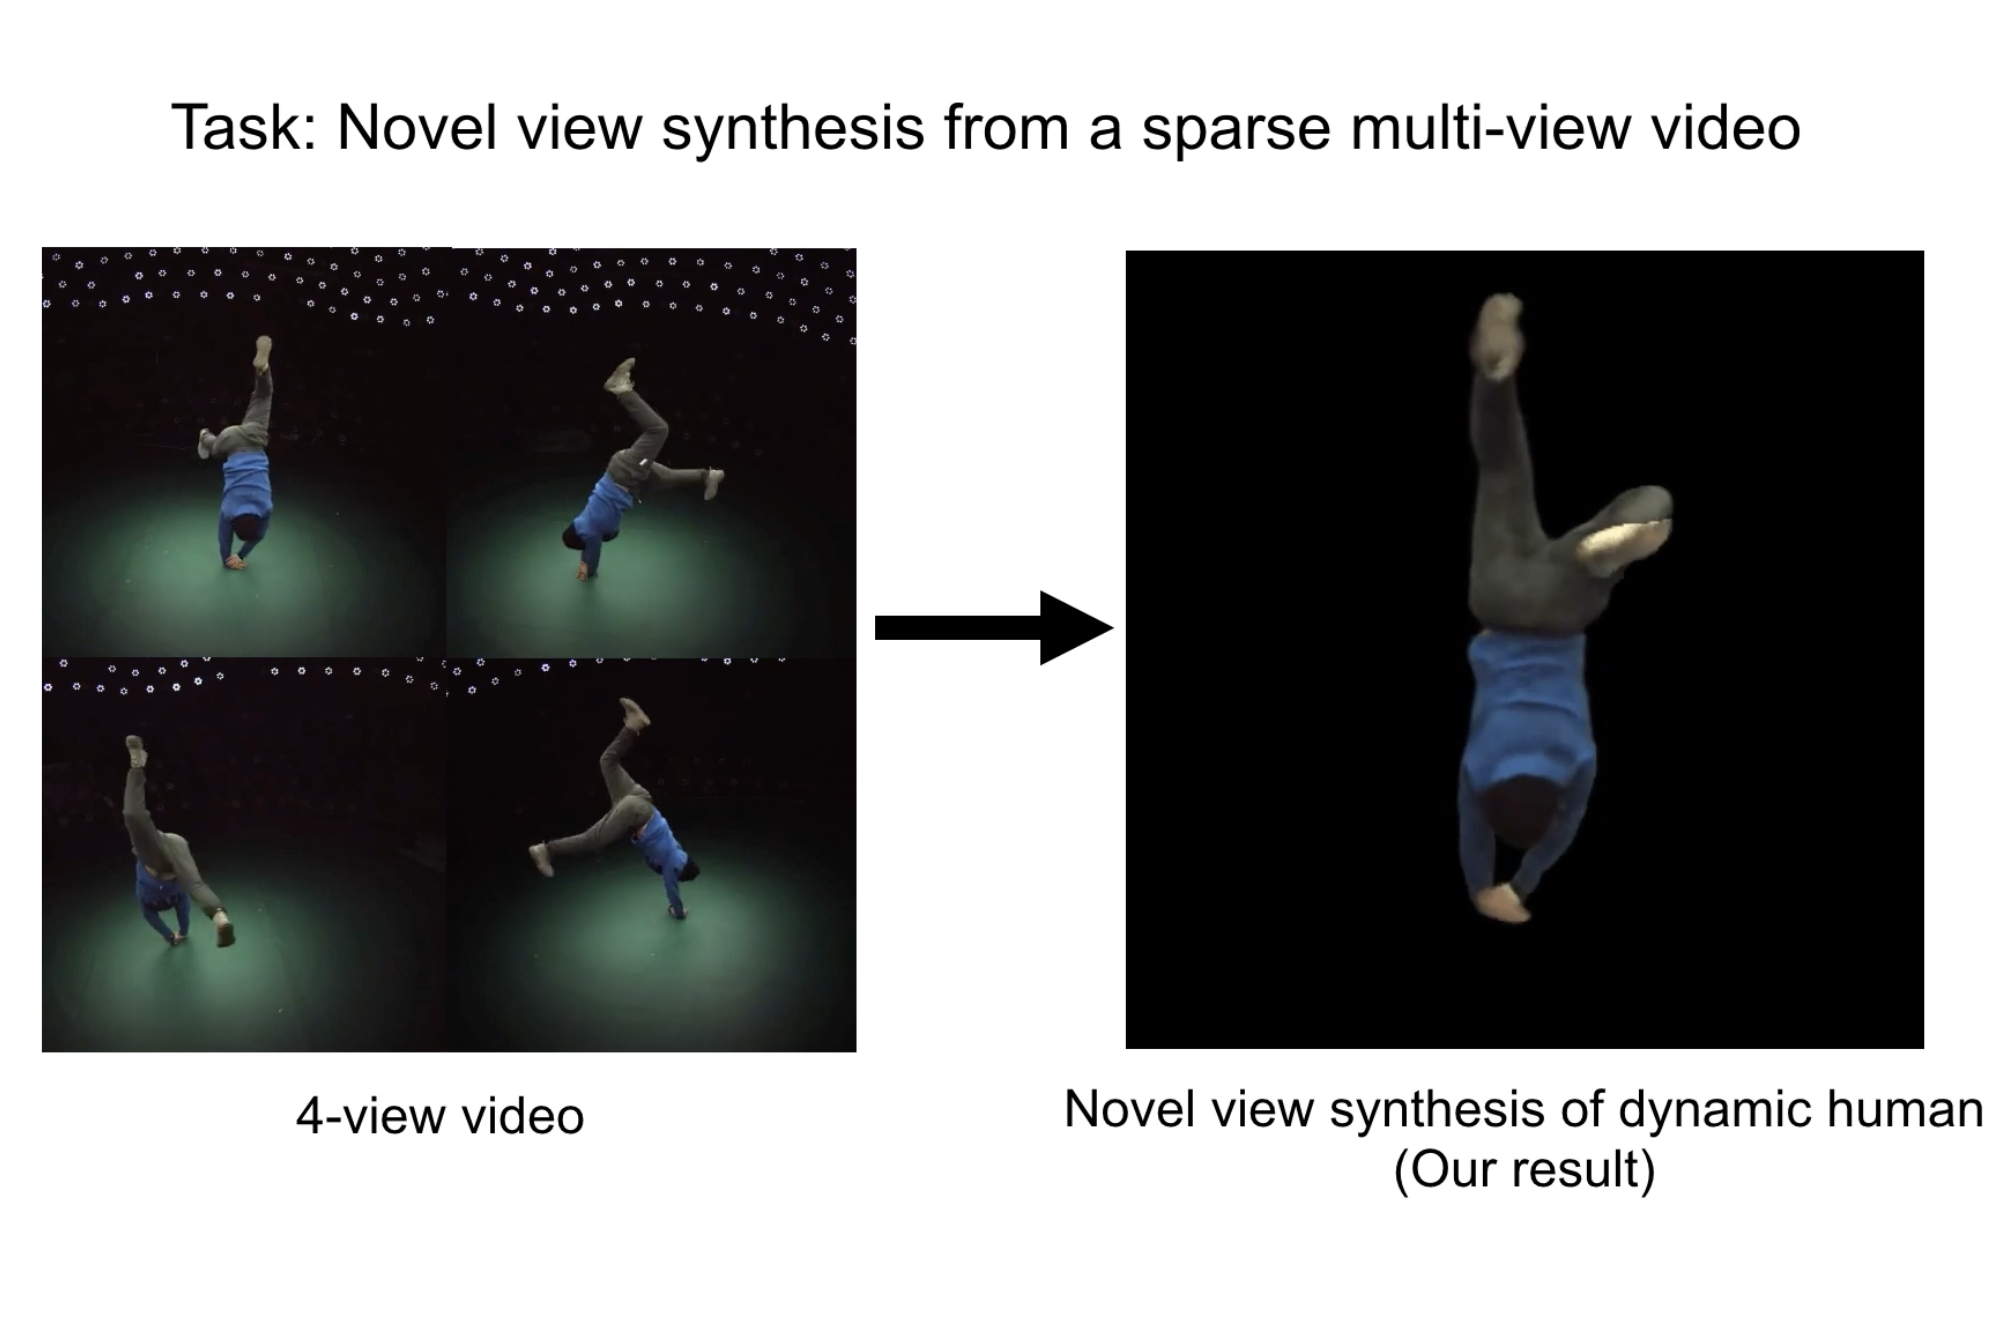 Task: Novel view synthesis from a sparse multi-view video
4-view video
Novel view synthesis of dynamic human
(Our result)